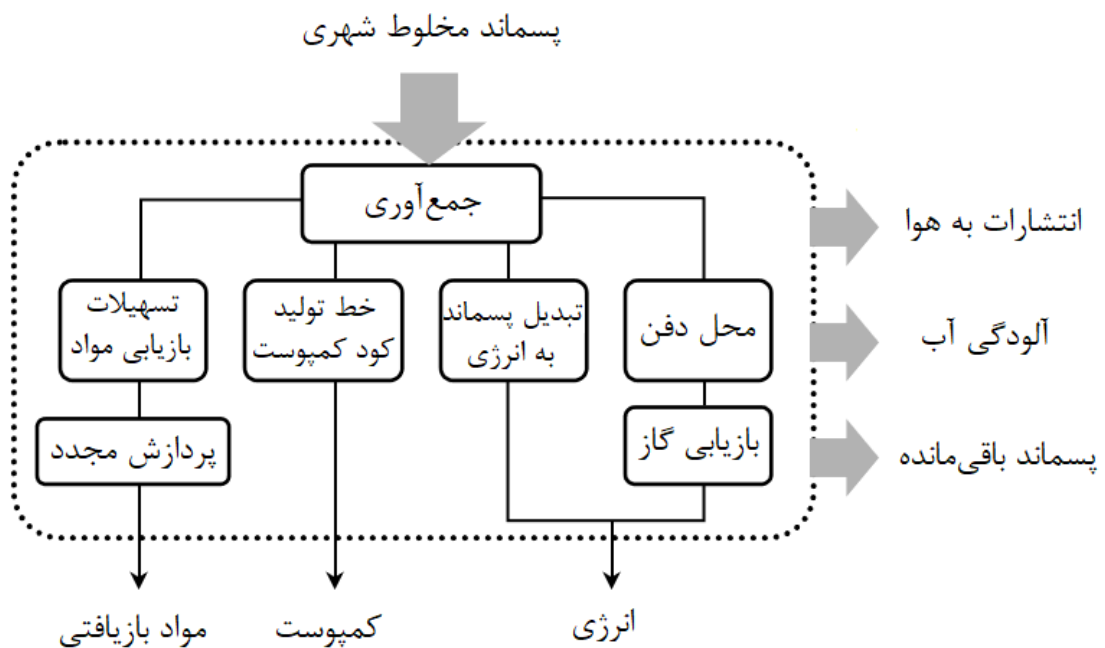 پسماند مخلوط شهری
جمع‌آوری
انتشارات به هوا
آلودگی آب
پسماند باقی‌مانده
محل دفن
بازیابی گاز
تبدیل پسماند
به انرژی
خط تولید
کود کمپوست
تسهیلات
بازیابی مواد
پردازش مجدد
انرژی
کمپوست
مواد بازیافتی